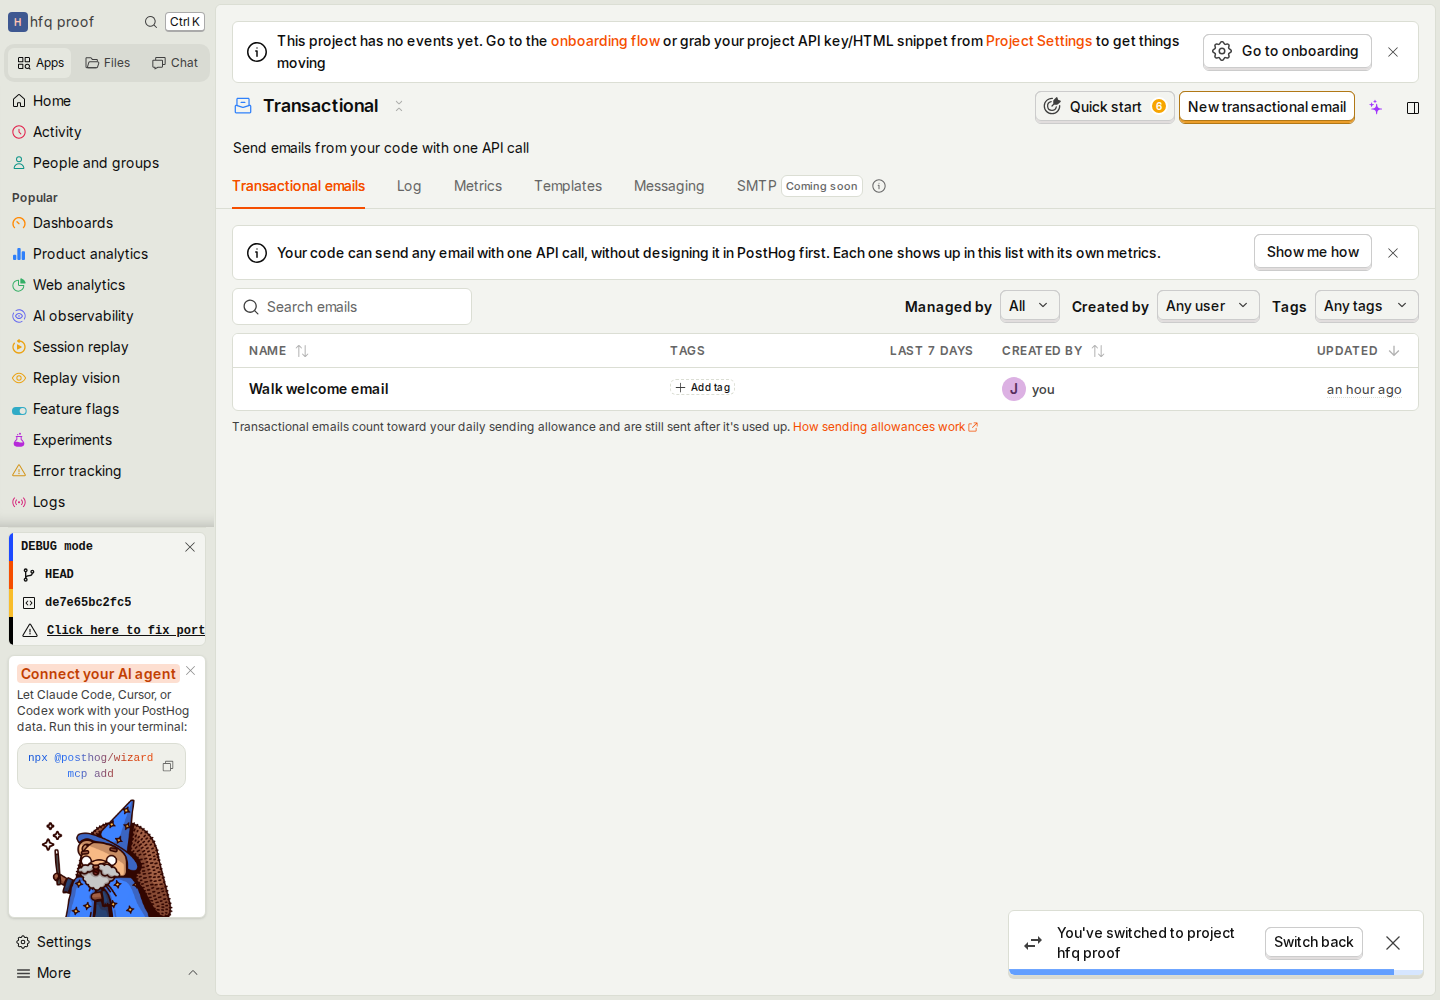 H hfq proof
Ctrl K
Apps
Files
Chat
Home
Activity
People and groups
Popular
Dashboards
Product analytics
Web analytics
AI observability
Session replay
Replay vision
Feature flags
Experiments
Error tracking
Logs
DEBUG mode
HEAD
de7e65bc2fc5
Click here to fix port
Connect your AI agent
Let Claude Code, Cursor, or
Codex work with your PostHog
data. Run this in your terminal:
npx @posthog/wizard
mcp add
Settings
More
This project has no events yet. Go to the onboarding flow or grab your project API key/HTML snippet from Project Settings to get things
moving
Go to onboarding
Transactional
Quick start 6
New transactional email
Send emails from your code with one API call
Transactional emails
Log
Metrics
Templates
Messaging
SMTP Coming soon
Your code can send any email with one API call, without designing it in PostHog first. Each one shows up in this list with its own metrics.
Show me how
Search emails
Managed by All
Created by Any user
Tags Any tags
NAME TAGS LAST 7 DAYS CREATED BY UPDATED
Walk welcome email Add tag J you an hour ago
Transactional emails count toward your daily sending allowance and are still sent after it's used up. How sending allowances work
You've switched to project
hfq proof
Switch back